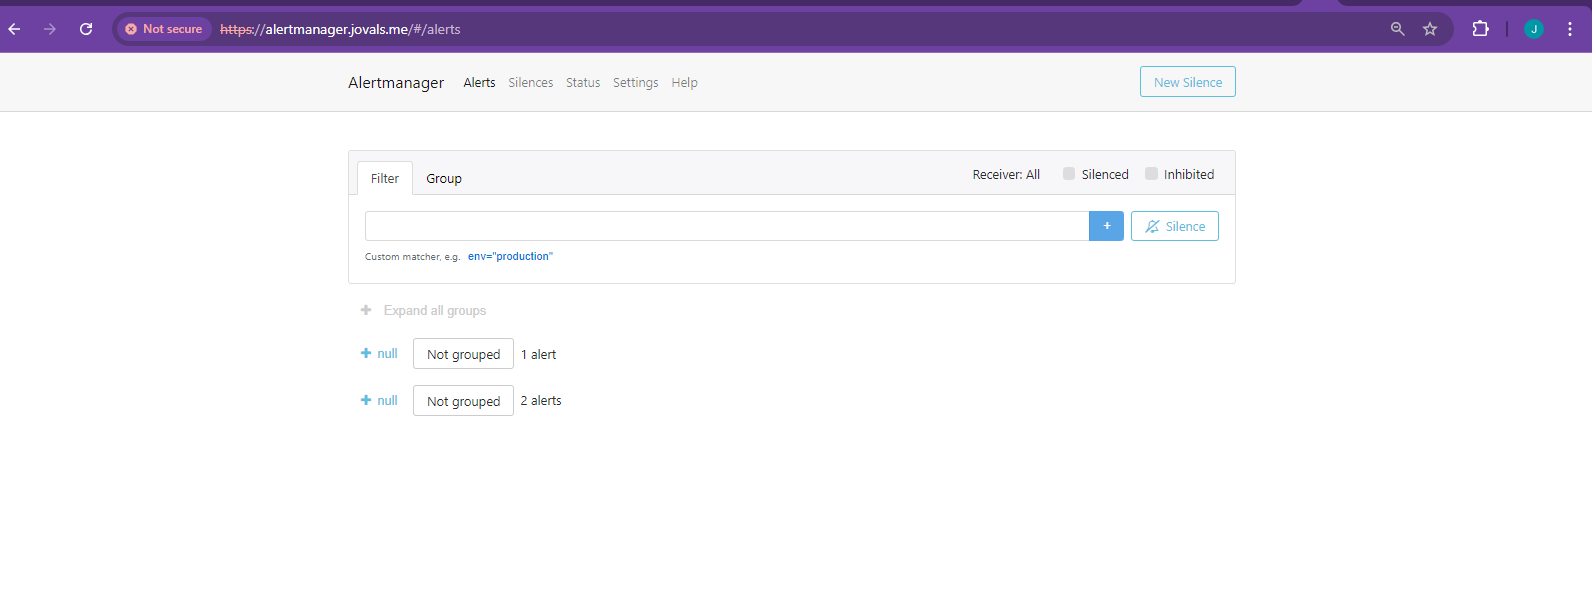 Not secure https://alertmanager.jovals.me/#/alerts J
Alertmanager Alerts Silences Status Settings Help New Silence
Filter Group Receiver: All Silenced Inhibited
+ Silence
Custom matcher, e.g. env="production"
+ Expand all groups
+ null Not grouped 1 alert
+ null Not grouped 2 alerts